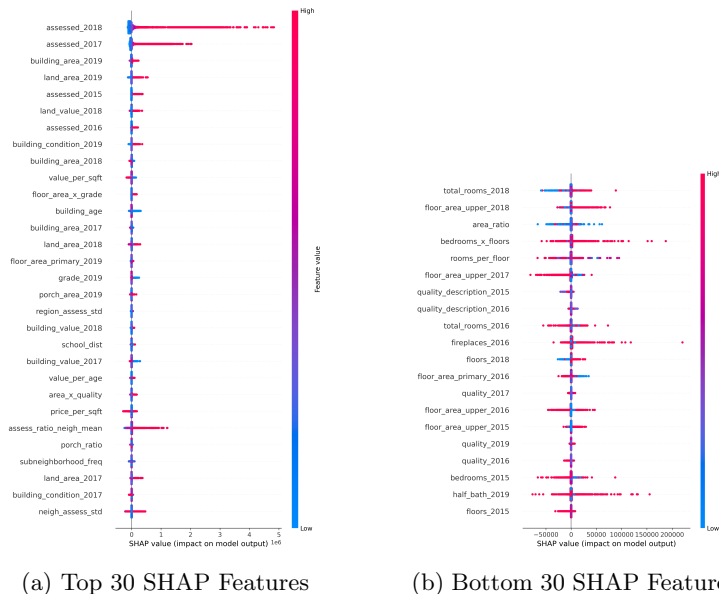 High
assessed_2018
assessed_2017
building_area_2019
land_area_2019
assessed_2015
land_value_2018
assessed_2016
building_condition_2019
building_area_2018
value_per_sqft
floor_area_x_grade
building_age
building_area_2017
land_area_2018
floor_area_primary_2019
grade_2019
porch_area_2019
region_assess_std
building_value_2018
school_dist
building_value_2017
value_per_age
area_x_quality
price_per_sqft
assess_ratio_neigh_mean
porch_ratio
subneighborhood_freq
land_area_2017
building_condition_2017
neigh_assess_std
Feature value
Low
0 1 2 3 4 5
1e6
SHAP value (impact on model output)
(a) Top 30 SHAP Features
High
total_rooms_2018
floor_area_upper_2018
area_ratio
bedrooms_x_floors
rooms_per_floor
floor_area_upper_2017
quality_description_2015
quality_description_2016
total_rooms_2016
fireplaces_2016
floors_2018
floor_area_primary_2016
quality_2017
floor_area_upper_2016
floor_area_upper_2015
quality_2019
quality_2016
bedrooms_2015
half_bath_2019
floors_2015
Low
−50000 0 50000 100000 150000 200000
SHAP value (impact on model output)
(b) Bottom 30 SHAP Feature